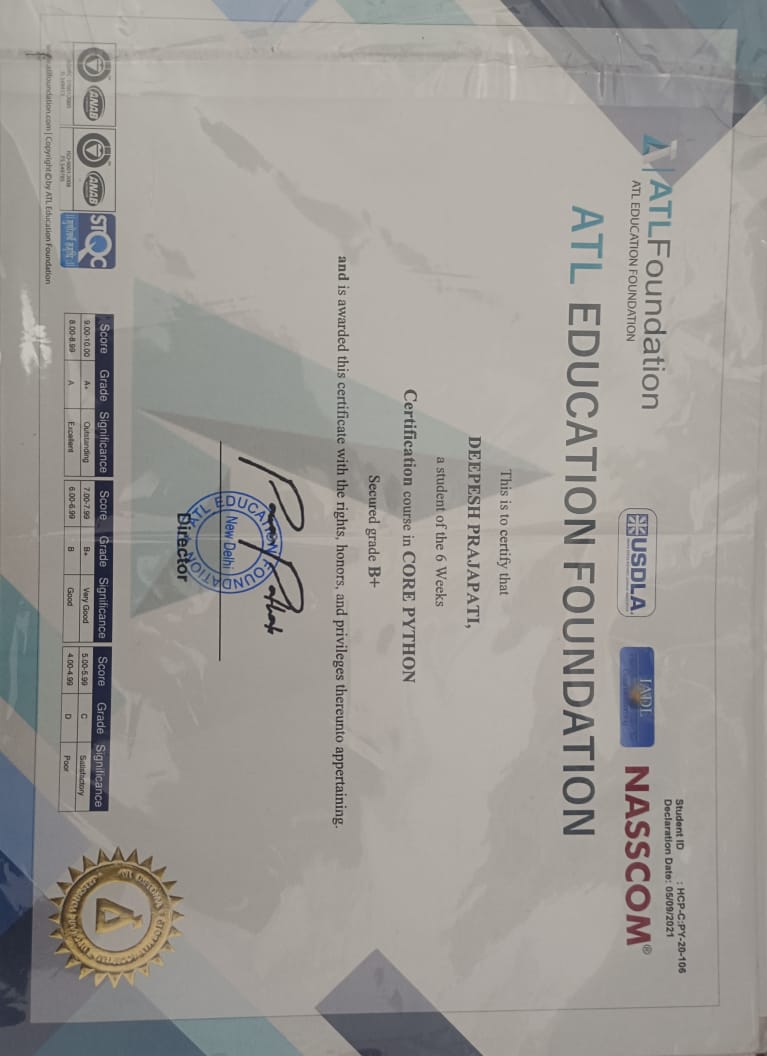 ATLFoundation
ATL EDUCATION FOUNDATION
USDLA
IADL
NASSCOM®
Student ID : HCP-C:PY-20-106
Declaration Date: 05/09/2021
ATL EDUCATION FOUNDATION
This is to certify that
DEEPESH PRAJAPATI,
a student of the 6 Weeks
Certification course in CORE PYTHON
Secured grade B+
and is awarded this certificate with the rights, honors, and privileges thereunto appertaining.
ATL EDUCATION FOUNDATION
New Delhi
Director
ANAB
ANAB
STQC
Score Grade Significance Score Grade Significance Score Grade Significance
9.00-10.00 A+ Outstanding 7.00-7.99 B+ Very Good 5.00-5.99 C Satisfactory
8.00-8.99 A Excellent 6.00-6.99 B Good 4.00-4.99 D Poor
www.atlfoundation.com | Copyright © by ATL Education Foundation